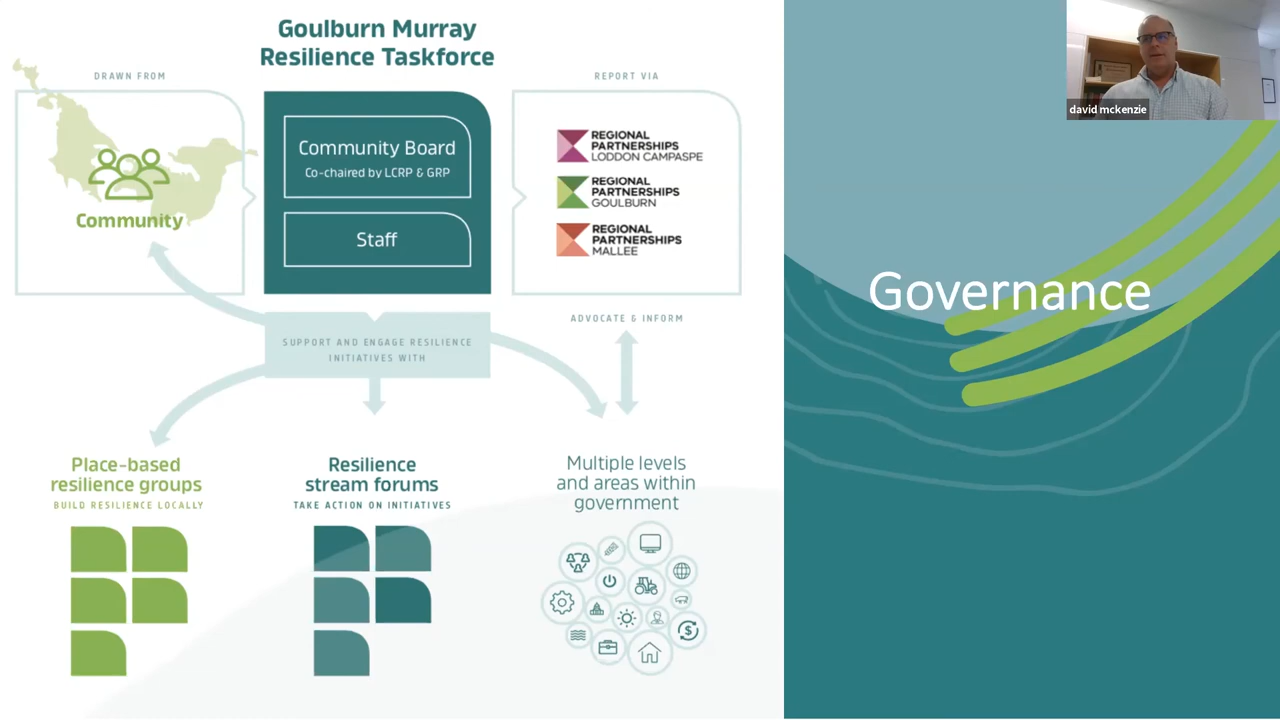 Goulburn Murray
Resilience Taskforce
DRAWN FROM
Community
Community Board
Co-chaired by LCRP & GRP
Staff
REPORT VIA
REGIONAL
PARTNERSHIPS
LODDON CAMPASPE
REGIONAL
PARTNERSHIPS
GOULBURN
REGIONAL
PARTNERSHIPS
MALLEE
SUPPORT AND ENGAGE RESILIENCE
INITIATIVES WITH
ADVOCATE & INFORM
Place-based
resilience groups
BUILD RESILIENCE LOCALLY
Resilience
stream forums
TAKE ACTION ON INITIATIVES
Multiple levels
and areas within
government
$
Governance
david mckenzie